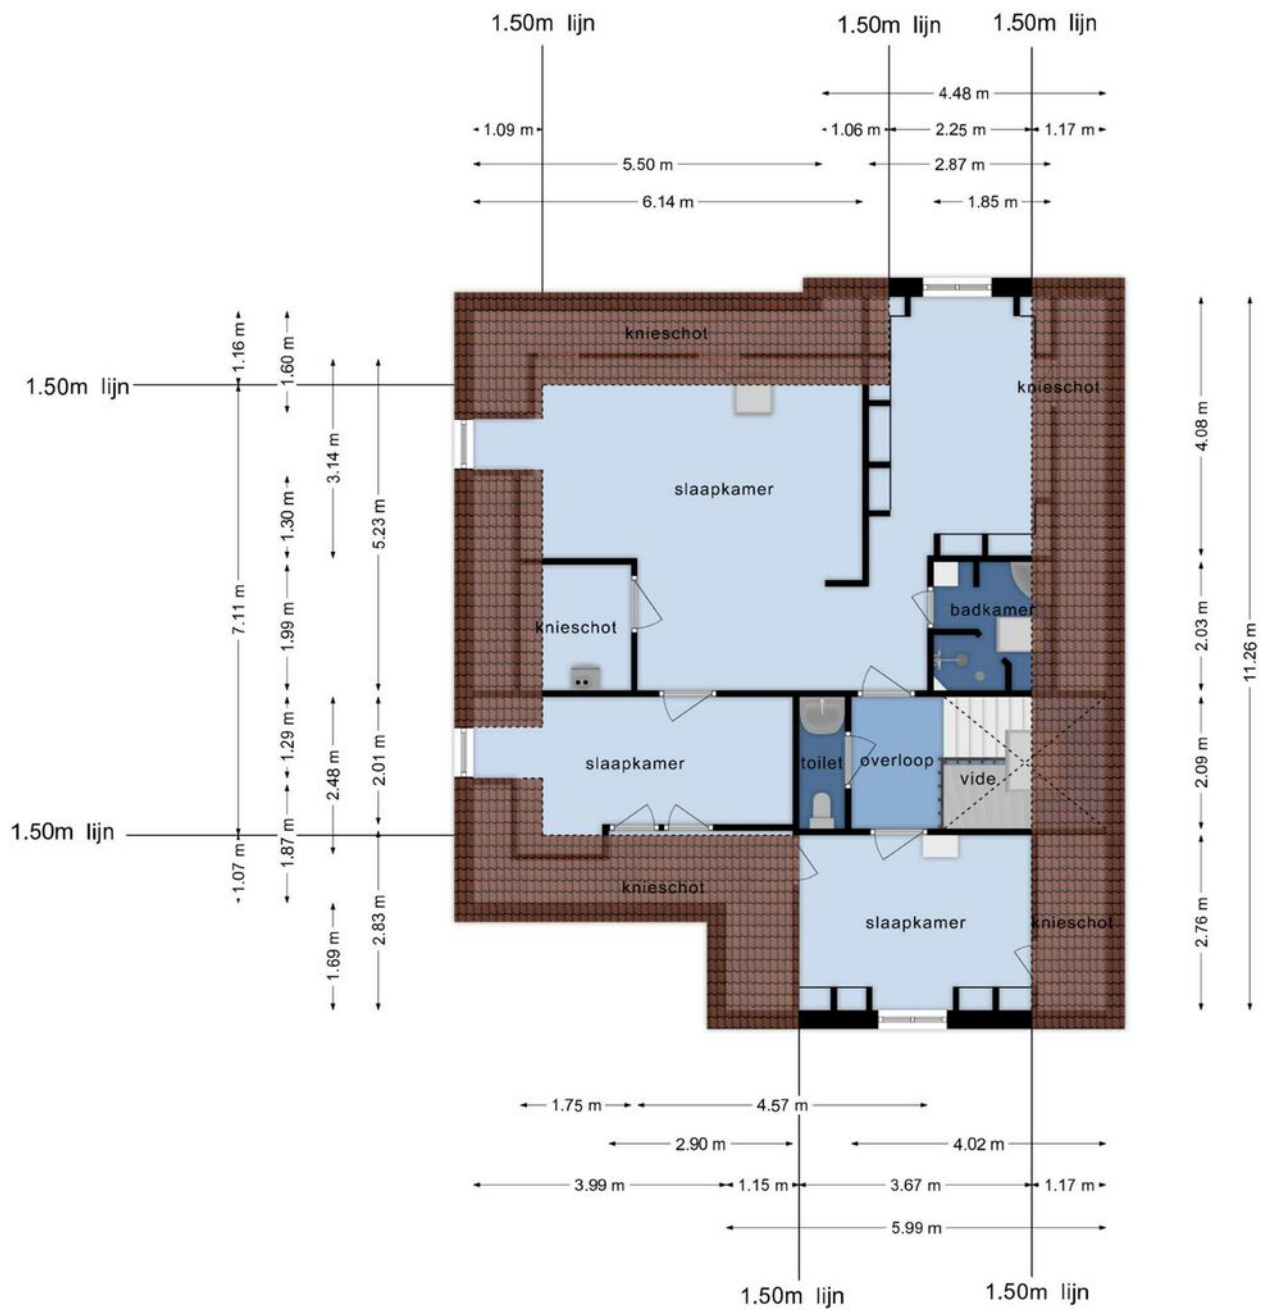 1.50m lijn
1.50m lijn
1.50m lijn
4.48 m
1.09 m
1.06 m
2.25 m
1.17 m
5.50 m
2.87 m
6.14 m
1.85 m
knieschot
1.16 m
1.60 m
1.50m lijn
knieschot
3.14 m
4.08 m
slaapkamer
1.30 m
5.23 m
7.11 m
1.99 m
knieschot
badkamer
2.03 m
11.26 m
1.29 m
2.48 m
2.01 m
slaapkamer
toilet
overloop
vide
2.09 m
1.50m lijn
1.07 m
1.87 m
2.83 m
knieschot
slaapkamer
knieschot
2.76 m
1.69 m
1.75 m
4.57 m
2.90 m
4.02 m
3.99 m
1.15 m
3.67 m
1.17 m
5.99 m
1.50m lijn
1.50m lijn